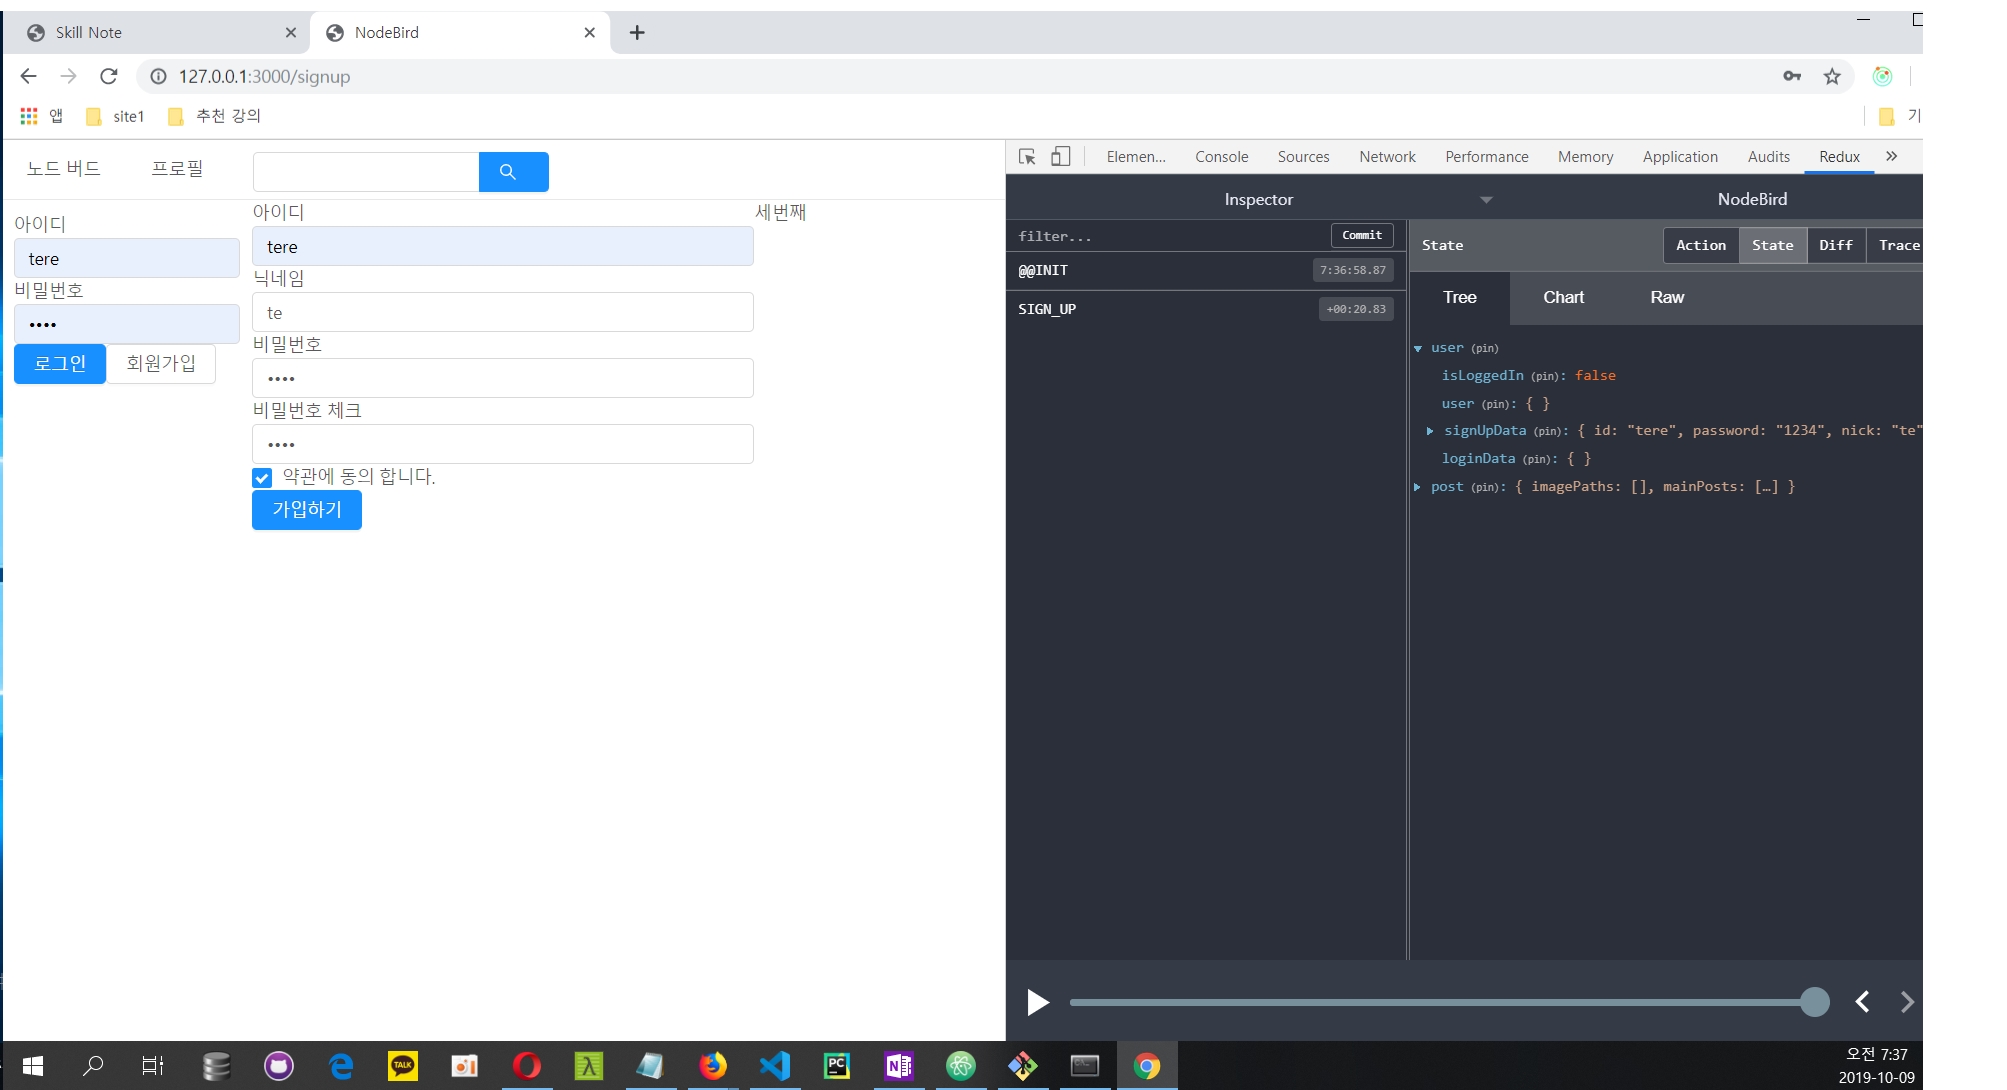 Skill Note
NodeBird
127.0.0.1:3000/signup
앱 site1 추천 강의 기
노드 버드 프로필
아이디
tere
비밀번호
••••
로그인 회원가입
아이디
tere
닉네임
te
비밀번호
••••
비밀번호 체크
••••
약관에 동의 합니다.
가입하기
세번째
Elemen... Console Sources Network Performance Memory Application Audits Redux »
Inspector NodeBird
filter... Commit
@@INIT 7:36:58.87
SIGN_UP +00:20.83
State Action State Diff Trace
Tree Chart Raw
user (pin)
isLoggedIn (pin): false
user (pin): { }
signUpData (pin): { id: "tere", password: "1234", nick: "te"
loginData (pin): { }
post (pin): { imagePaths: [], mainPosts: […] }
TALK PC N
오전 7:37
2019-10-09